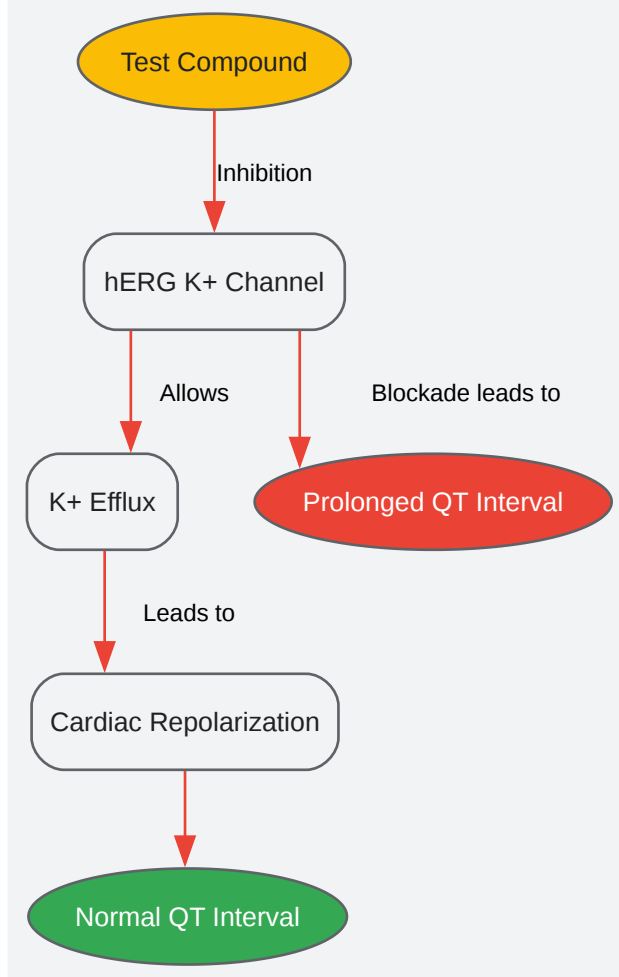 Test Compound
Inhibition
hERG K+ Channel
Allows
Blockade leads to
K+ Efflux
Prolonged QT Interval
Leads to
Cardiac Repolarization
Normal QT Interval